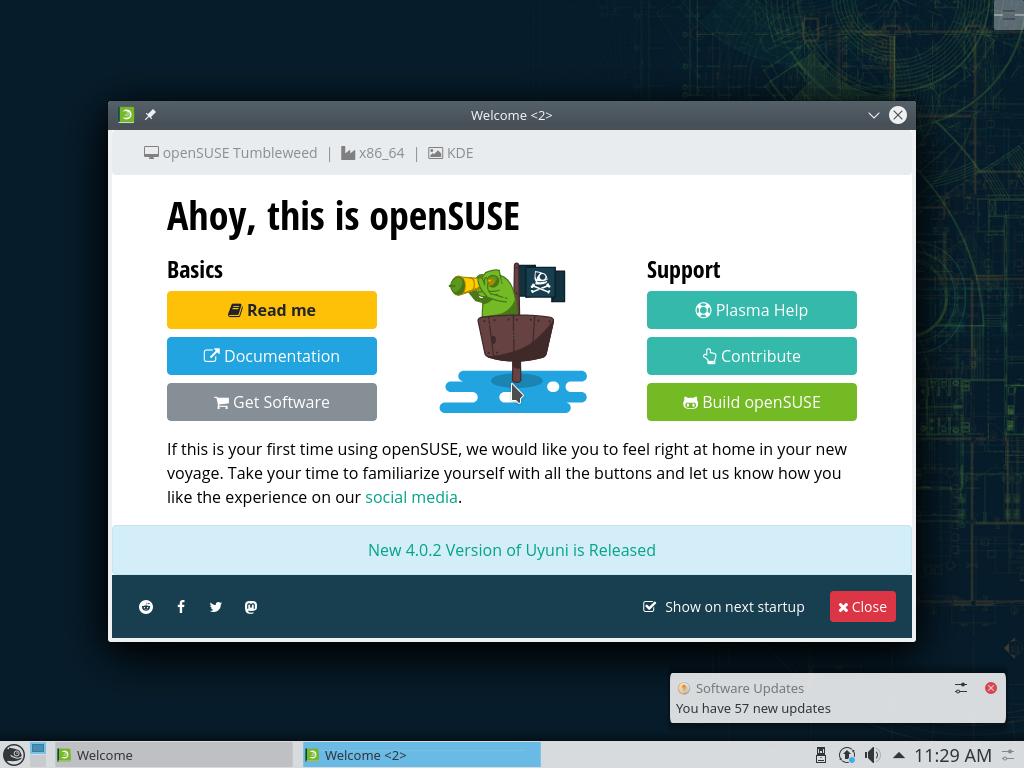 Welcome <2>
openSUSE Tumbleweed | x86_64 | KDE
Ahoy, this is openSUSE
Basics
Read me
Documentation
Get Software
Support
Plasma Help
Contribute
Build openSUSE
If this is your first time using openSUSE, we would like you to feel right at home in your new
voyage. Take your time to familiarize yourself with all the buttons and let us know how you
like the experience on our social media.
New 4.0.2 Version of Uyuni is Released
Show on next startup
Close
Software Updates
You have 57 new updates
Welcome
Welcome <2>
11:29 AM